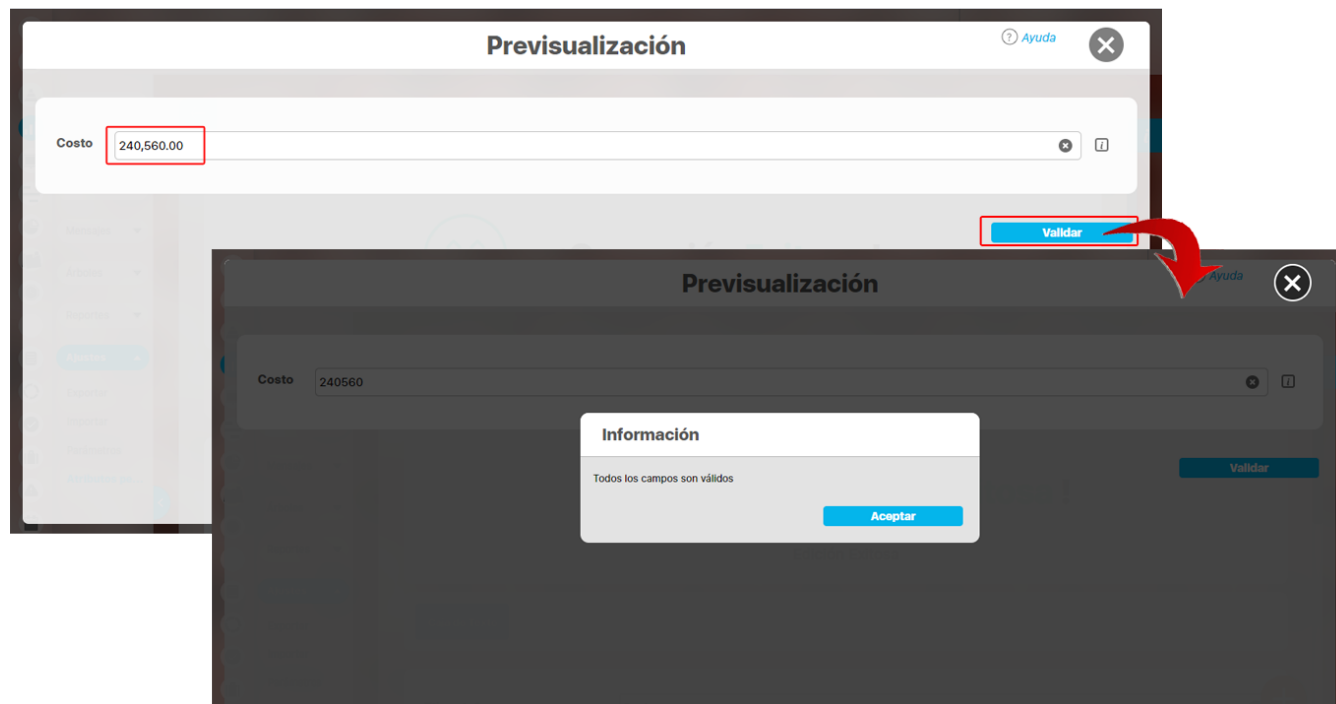 Previsualización
Ayuda
Costo
240,560.00
Validar
Previsualización
Ayuda
Costo
240560
Validar
Información
Todos los campos son válidos
Aceptar